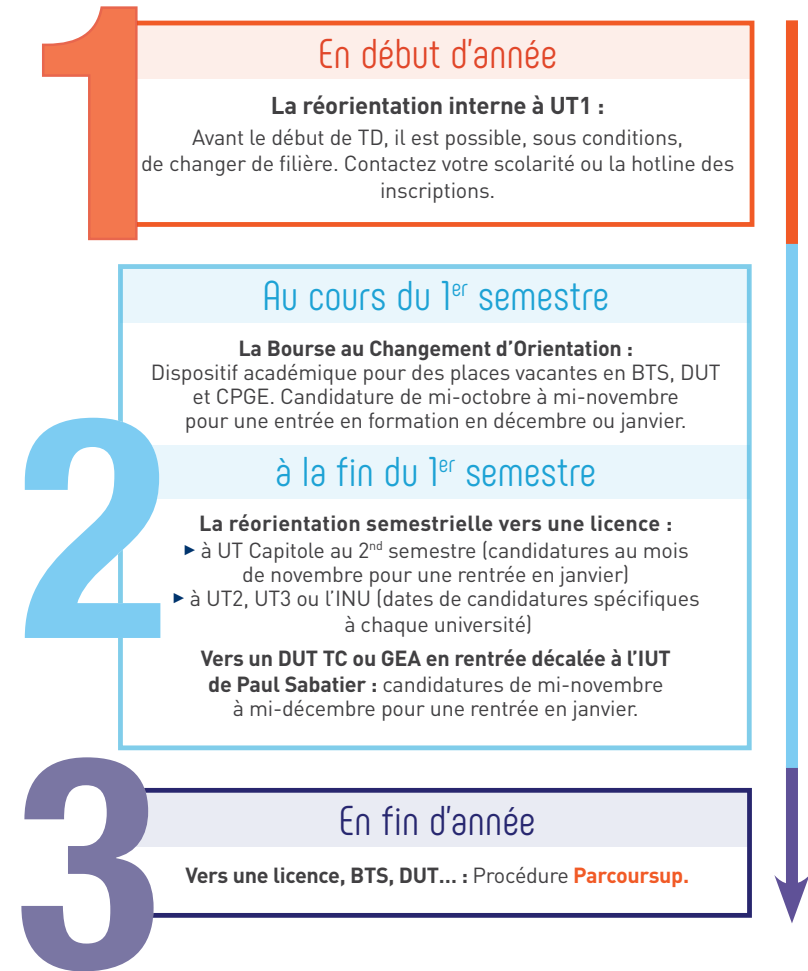 1
En début d'année
La réorientation interne à UT1 :
Avant le début de TD, il est possible, sous conditions,
de changer de filière. Contactez votre scolarité ou la hotline des
inscriptions.
2
Au cours du 1er semestre
La Bourse au Changement d'Orientation :
Dispositif académique pour des places vacantes en BTS, DUT
et CPGE. Candidature de mi-octobre à mi-novembre
pour une entrée en formation en décembre ou janvier.
à la fin du 1er semestre
La réorientation semestrielle vers une licence :
▸ à UT Capitole au 2nd semestre (candidatures au mois
de novembre pour une rentrée en janvier)
▸ à UT2, UT3 ou l'INU (dates de candidatures spécifiques
à chaque université)
Vers un DUT TC ou GEA en rentrée décalée à l'IUT
de Paul Sabatier : candidatures de mi-novembre
à mi-décembre pour une rentrée en janvier.
3
En fin d'année
Vers une licence, BTS, DUT... : Procédure Parcoursup.